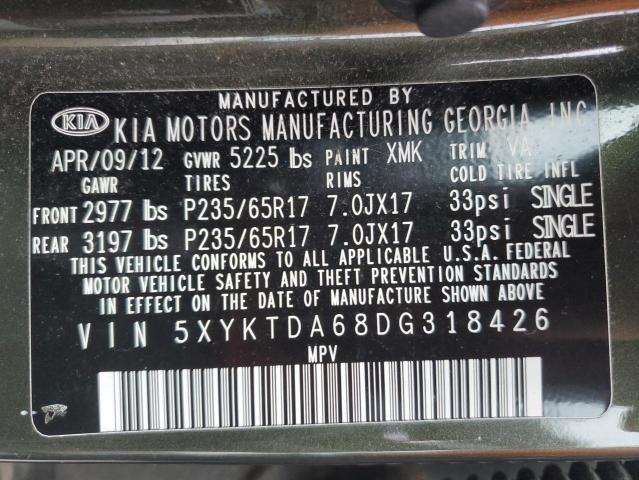 MANUFACTURED BY
KIA KIA MOTORS MANUFACTURING GEORGIA, INC
APR/09/12 GVWR 5225 lbs PAINT XMK TRIM VA
GAWR TIRES RIMS COLD TIRE INFL
FRONT 2977 lbs P235/65R17 7.0JX17 33psi SINGLE
REAR 3197 lbs P235/65R17 7.0JX17 33psi SINGLE
THIS VEHICLE CONFORMS TO ALL APPLICABLE U.S.A. FEDERAL
MOTOR VEHICLE SAFETY AND THEFT PREVENTION STANDARDS
IN EFFECT ON THE DATE OF MANUFACTURE SHOWN ABOVE
VIN 5XYKTDA68DG318426
MPV